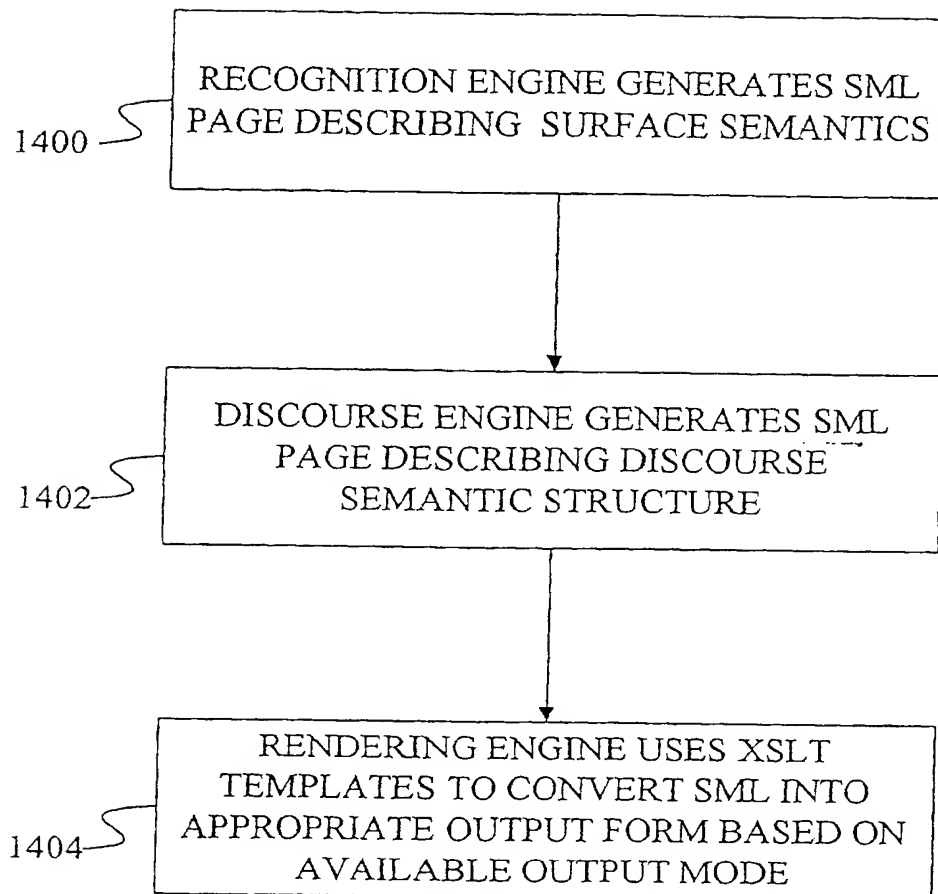 RECOGNITION ENGINE GENERATES SML
PAGE DESCRIBING SURFACE SEMANTICS
1400
DISCOURSE ENGINE GENERATES SML
PAGE DESCRIBING DISCOURSE
SEMANTIC STRUCTURE
1402
RENDERING ENGINE USES XSLT
TEMPLATES TO CONVERT SML INTO
APPROPRIATE OUTPUT FORM BASED ON
AVAILABLE OUTPUT MODE
1404